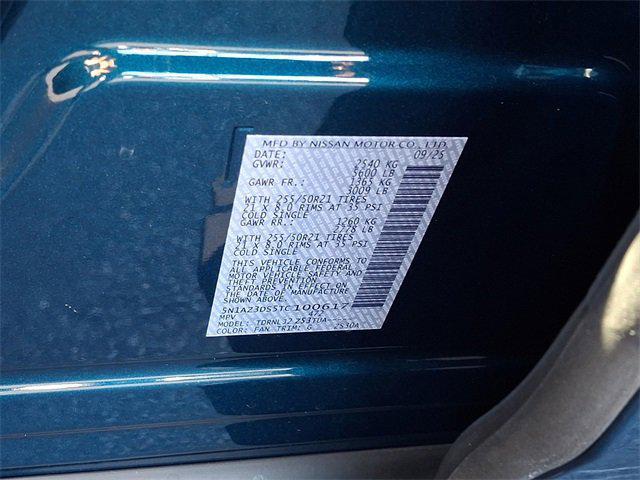 MFD BY NISSAN MOTOR CO., LTD.
DATE: 09/25
GVWR: 2540 KG
5600 LB
GAWR FR.: 1365 KG
3009 LB
WITH 255/50R21 TIRES
21 X 8.0 RIMS AT 35 PSI
COLD SINGLE
GAWR RR.: 1260 KG
2778 LB
WITH 255/50R21 TIRES
21 X 8.0 RIMS AT 35 PSI
COLD SINGLE
THIS VEHICLE CONFORMS TO
ALL APPLICABLE FEDERAL
MOTOR VEHICLE SAFETY AND
THEFT PREVENTION
STANDARDS IN EFFECT ON
THE DATE OF MANUFACTURE
SHOWN ABOVE.
5N1AZ3DS5TC100617
MPV 472
MODEL: TDRNL
COLOR: FAN TRIM: G 2S30A